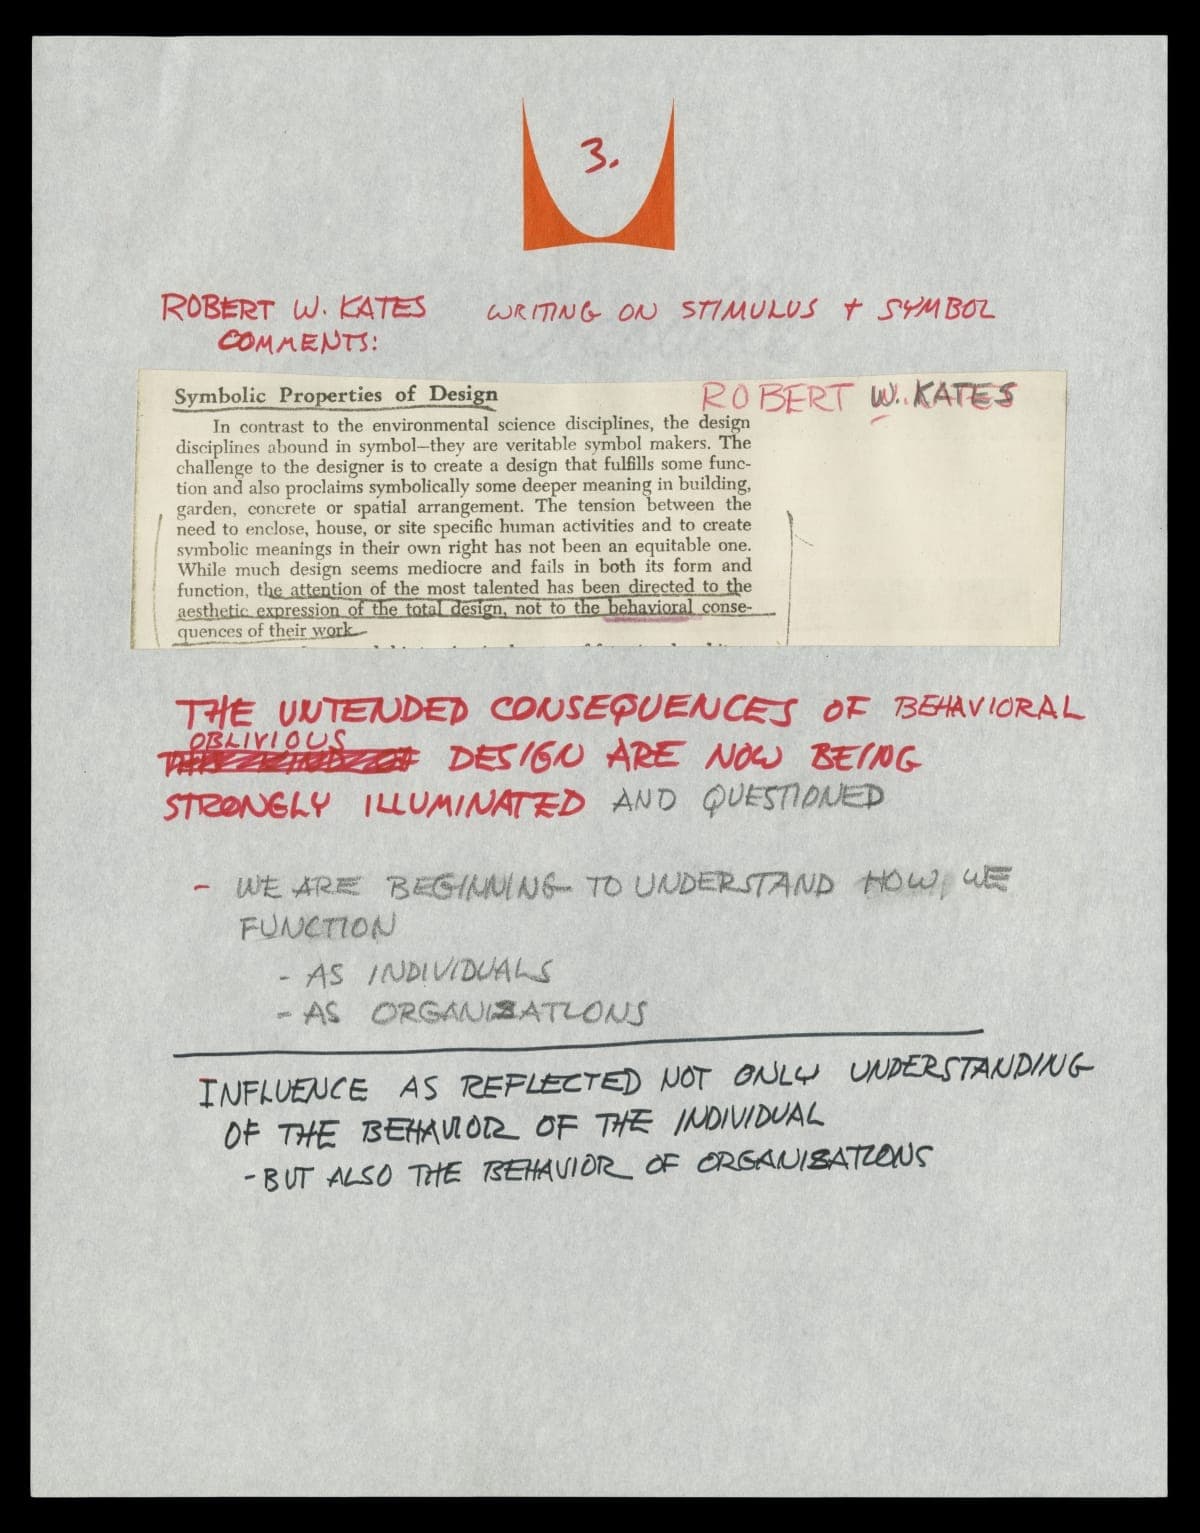 3.
ROBERT W. KATES WRITING ON STIMULUS + SYMBOL
COMMENTS:
Symbolic Properties of Design
ROBERT W. KATES
In contrast to the environmental science disciplines, the design
disciplines abound in symbol—they are veritable symbol makers. The
challenge to the designer is to create a design that fulfills some func-
tion and also proclaims symbolically some deeper meaning in building,
garden, concrete or spatial arrangement. The tension between the
need to enclose, house, or site specific human activities and to create
symbolic meanings in their own right has not been an equitable one.
While much design seems mediocre and fails in both its form and
function, the attention of the most talented has been directed to the
aesthetic expression of the total design, not to the behavioral conse-
quences of their work.
THE UNTENDED CONSEQUENCES OF BEHAVIORAL
OBLIVIOUS
DESIGN ARE NOW BEING
STRONGLY ILLUMINATED AND QUESTIONED
- WE ARE BEGINNING TO UNDERSTAND HOW WE
FUNCTION
- AS INDIVIDUALS
- AS ORGANISATIONS
INFLUENCE AS REFLECTED NOT ONLY UNDERSTANDING
OF THE BEHAVIOR OF THE INDIVIDUAL
- BUT ALSO THE BEHAVIOR OF ORGANISATIONS